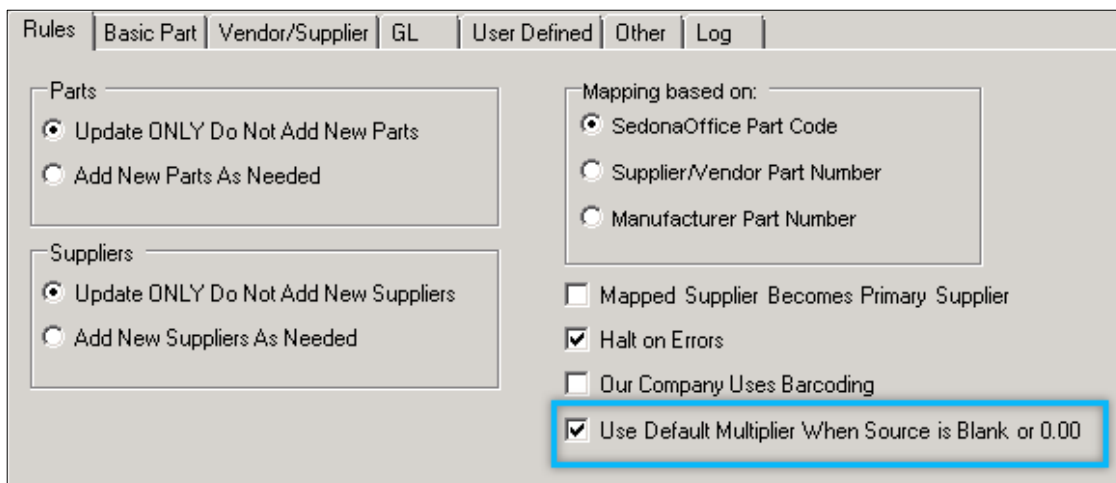 Rules
Basic Part
Vendor/Supplier
GL
User Defined
Other
Log
Parts
Update ONLY Do Not Add New Parts
Add New Parts As Needed
Suppliers
Update ONLY Do Not Add New Suppliers
Add New Suppliers As Needed
Mapping based on:
SedonaOffice Part Code
Supplier/Vendor Part Number
Manufacturer Part Number
Mapped Supplier Becomes Primary Supplier
Halt on Errors
Our Company Uses Barcoding
Use Default Multiplier When Source is Blank or 0.00